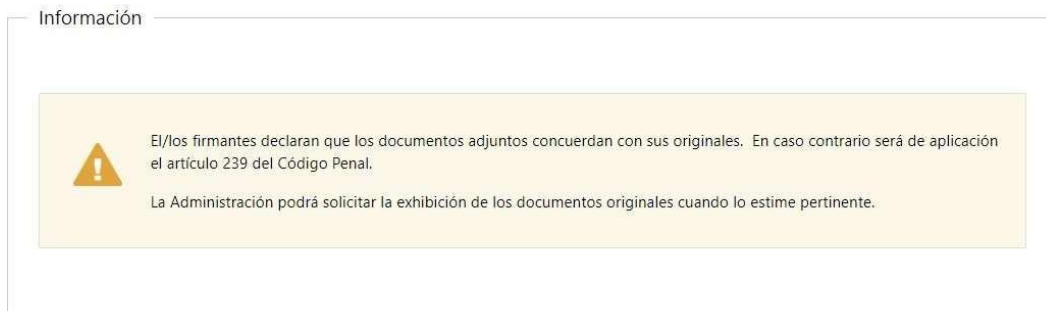 Información
El/los firmantes declaran que los documentos adjuntos concuerdan con sus originales.  En caso contrario será de aplicación
el artículo 239 del Código Penal.
La Administración podrá solicitar la exhibición de los documentos originales cuando lo estime pertinente.